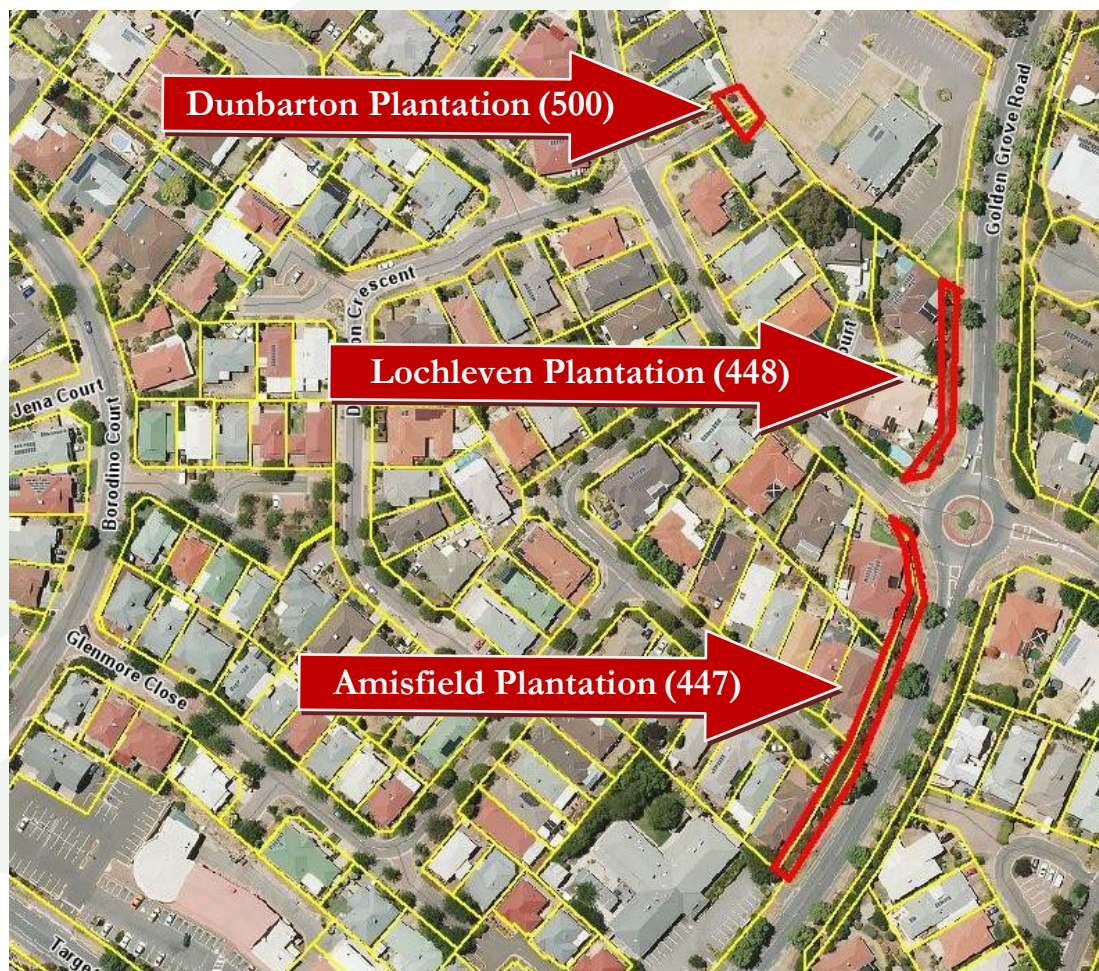 Dunbarton Plantation (500)
Golden Grove Road
Crescent
Lochleven Plantation (448)
Jena Court
Borodino Court
Amisfield Plantation (447)
Glenmore Close